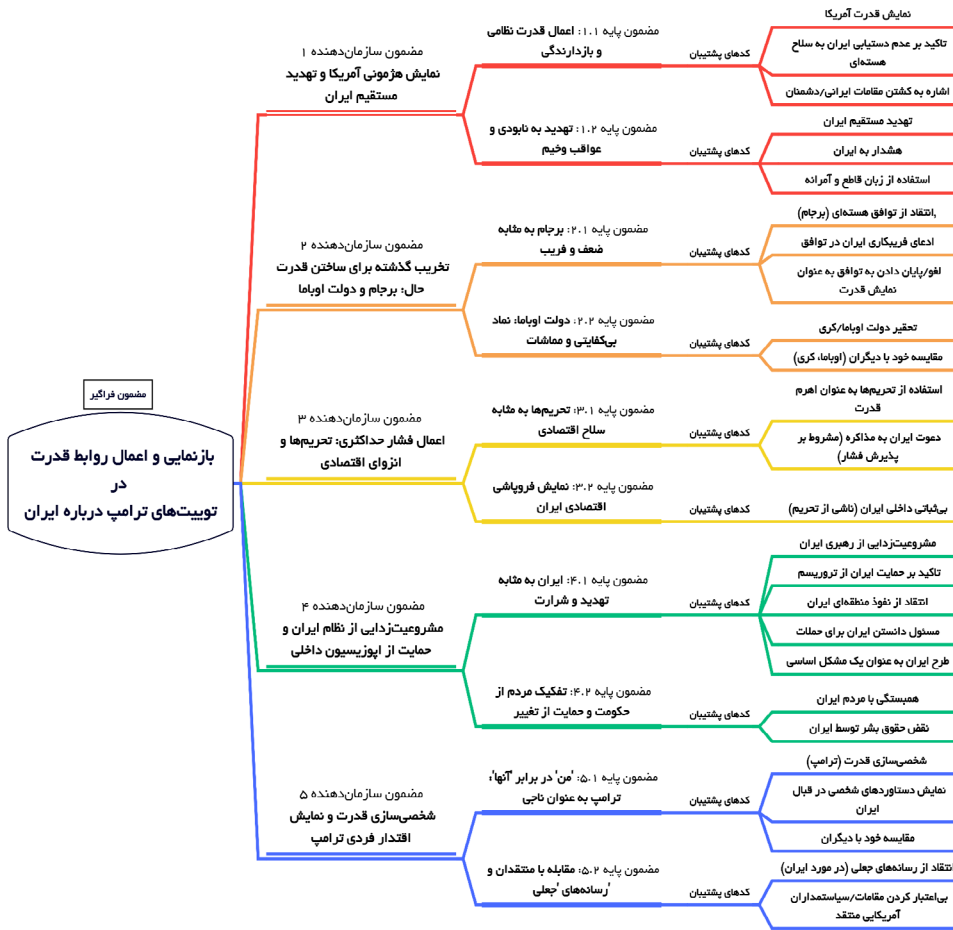 مضمون فراگیر
بازنمایی و اعمال روابط قدرت
در
توییت‌های ترامپ درباره ایران
مضمون سازمان‌دهنده ۱
نمایش هژمونی آمریکا و تهدید
مستقیم ایران
مضمون پایه ۱.۱: اعمال قدرت نظامی
و بازدارندگی
کدهای پشتیبان
نمایش قدرت آمریکا
تاکید بر عدم دستیابی ایران به سلاح
هسته‌ای
اشاره به کشتن مقامات ایرانی/دشمنان
مضمون پایه ۱.۲: تهدید به نابودی و
عواقب وخیم
کدهای پشتیبان
تهدید مستقیم ایران
هشدار به ایران
استفاده از زبان قاطع و آمرانه
مضمون سازمان‌دهنده ۲
تخریب گذشته برای ساختن قدرت
حال: برجام و دولت اوباما
مضمون پایه ۲.۱: برجام به مثابه
ضعف و فریب
کدهای پشتیبان
,انتقاد از توافق هسته‌ای (برجام)
ادعای فریبکاری ایران در توافق
لغو/پایان دادن به توافق به عنوان
نمایش قدرت
مضمون پایه ۲.۲: دولت اوباما: نماد
بی‌کفایتی و مماشات
کدهای پشتیبان
تحقیر دولت اوباما/کری
مقایسه خود با دیگران (اوباما، کری)
مضمون سازمان‌دهنده ۳
اعمال فشار حداکثری: تحریم‌ها و
انزوای اقتصادی
مضمون پایه ۳.۱: تحریم‌ها به مثابه
سلاح اقتصادی
کدهای پشتیبان
استفاده از تحریم‌ها به عنوان اهرم
قدرت
دعوت ایران به مذاکره (مشروط بر
پذیرش فشار)
مضمون پایه ۳.۲: نمایش فروپاشی
اقتصادی ایران
کدهای پشتیبان
بی‌ثباتی داخلی ایران (ناشی از تحریم)
مضمون سازمان‌دهنده ۴
مشروعیت‌زدایی از نظام ایران و
حمایت از اپوزیسیون داخلی
مضمون پایه ۴.۱: ایران به مثابه
تهدید و شرارت
کدهای پشتیبان
مشروعیت‌زدایی از رهبری ایران
تاکید بر حمایت ایران از تروریسم
انتقاد از نفوذ منطقه‌ای ایران
مسئول دانستن ایران برای حملات
طرح ایران به عنوان یک مشکل اساسی
مضمون پایه ۴.۲: تفکیک مردم از
حکومت و حمایت از تغییر
کدهای پشتیبان
همبستگی با مردم ایران
نقض حقوق بشر توسط ایران
مضمون سازمان‌دهنده ۵
شخصی‌سازی قدرت و نمایش
اقتدار فردی ترامپ
مضمون پایه ۵.۱: 'من' در برابر 'آنها':
ترامپ به عنوان ناجی
کدهای پشتیبان
شخصی‌سازی قدرت (ترامپ)
نمایش دستاوردهای شخصی در قبال
ایران
مقایسه خود با دیگران
مضمون پایه ۵.۲: مقابله با منتقدان و
رسانه‌های 'جعلی'
کدهای پشتیبان
انتقاد از رسانه‌های جعلی (در مورد ایران)
بی‌اعتبار کردن مقامات/سیاستمداران
آمریکایی منتقد